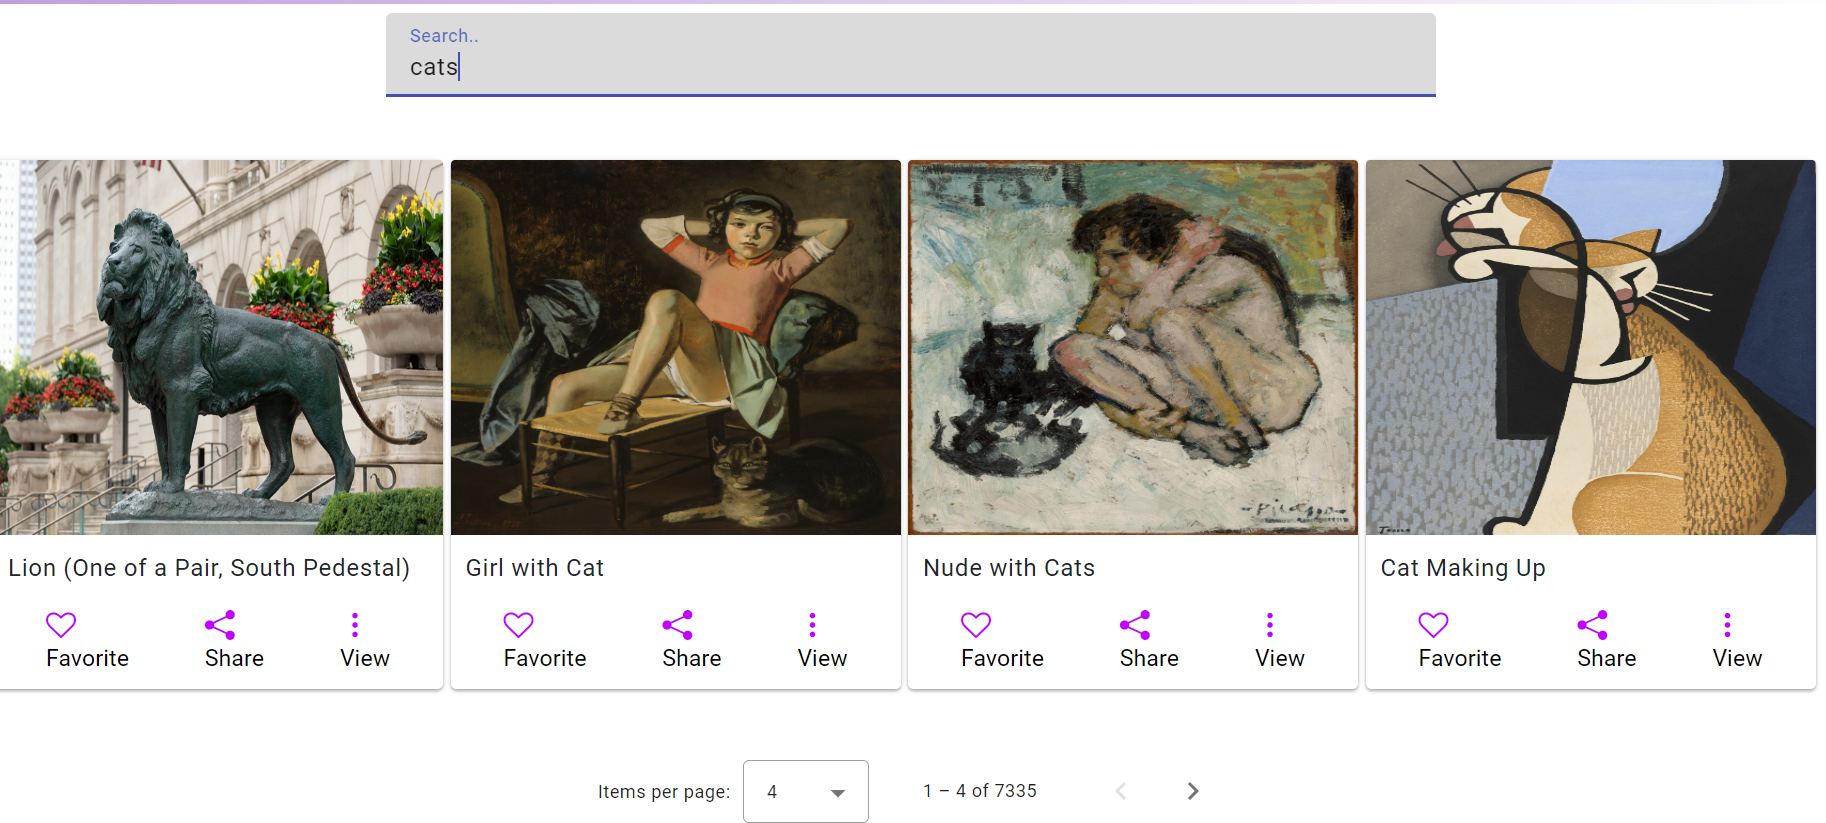 Search..
cats
Lion (One of a Pair, South Pedestal)
Favorite Share View
Girl with Cat
Favorite Share View
Nude with Cats
Favorite Share View
Cat Making Up
Favorite Share View
Items per page: 4 1 – 4 of 7335